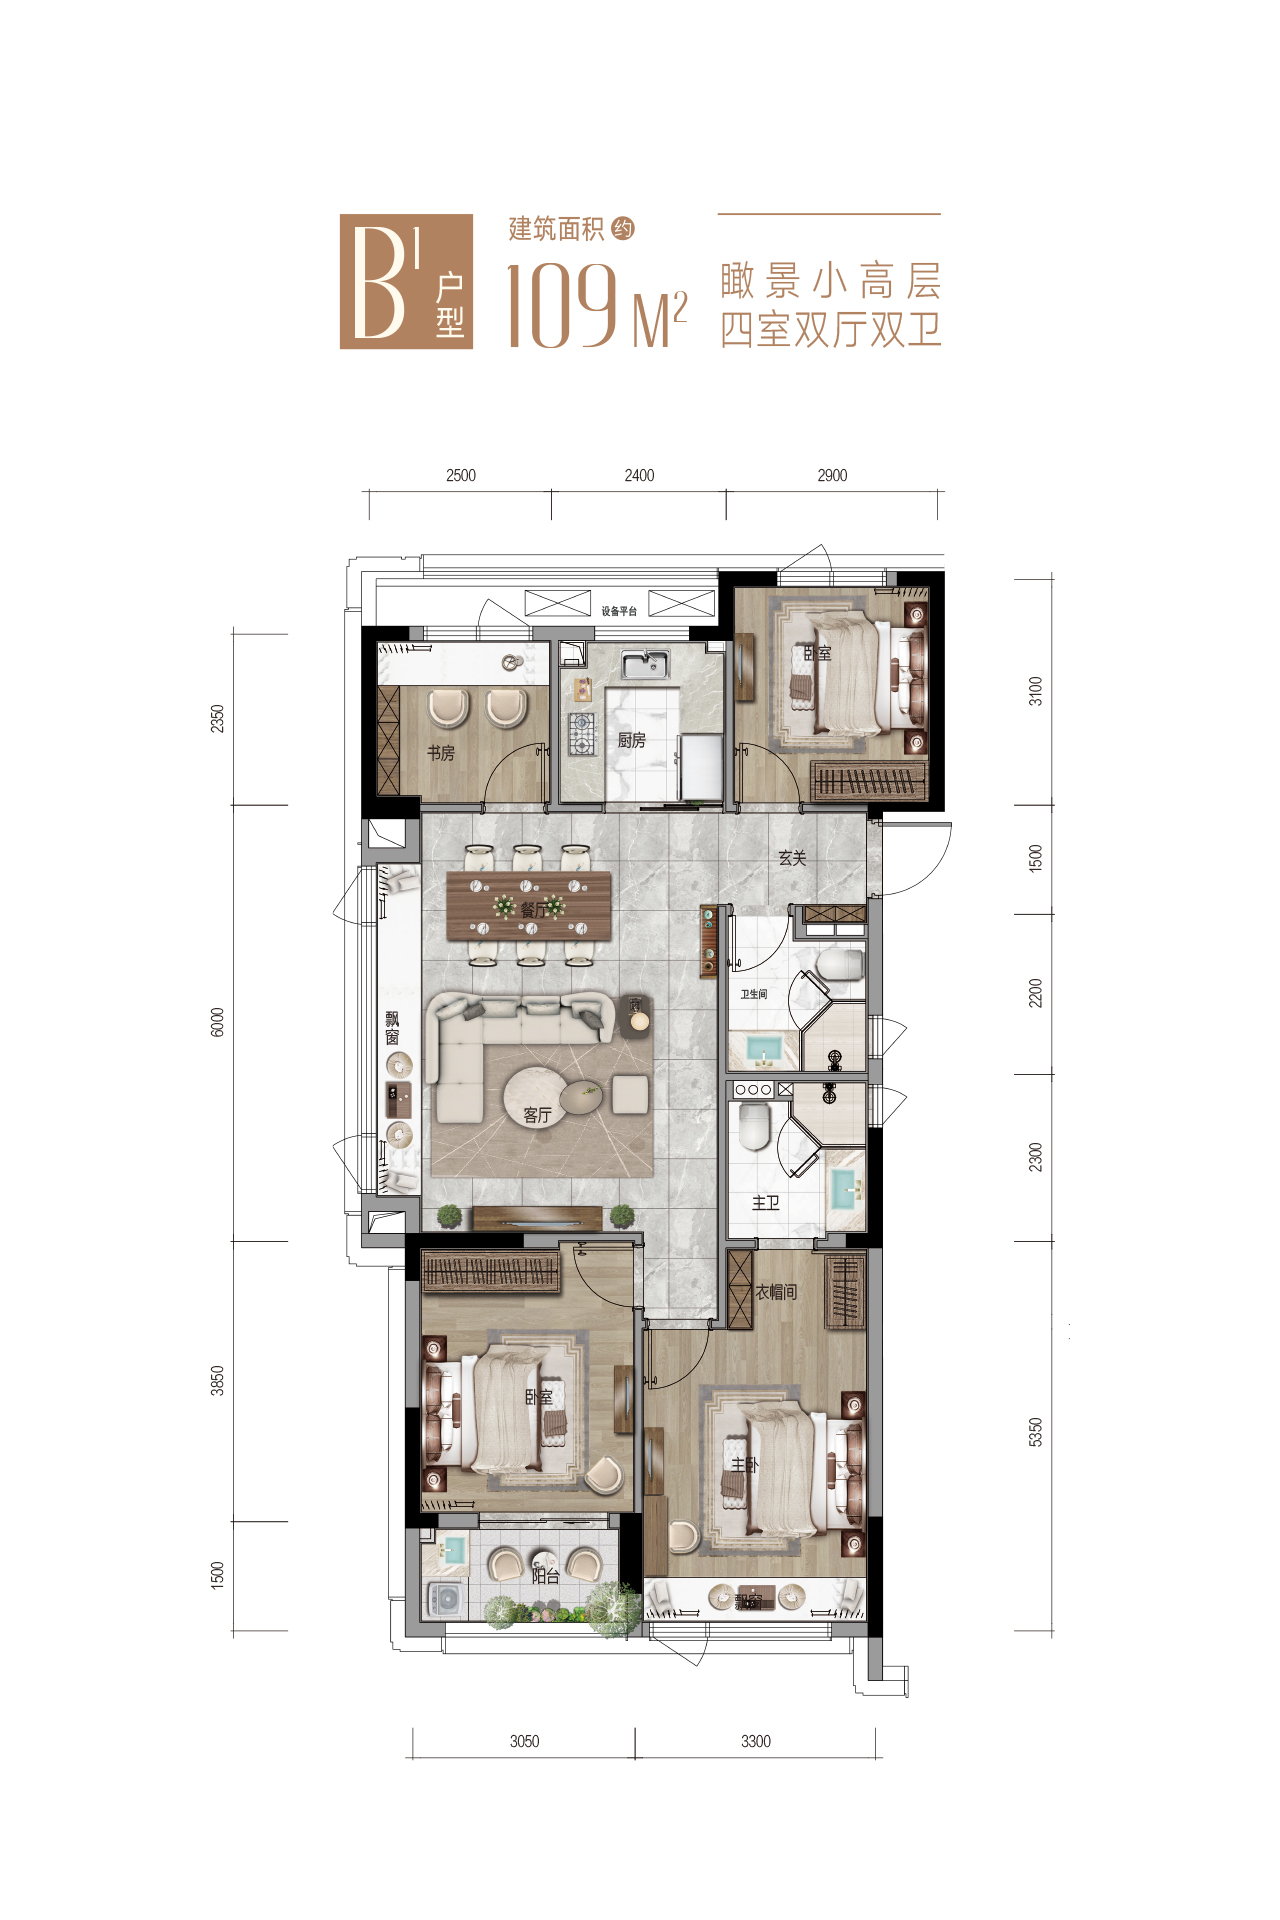 B¹户型
建筑面积约
109M²
瞰景小高层
四室双厅双卫
2500
2400
2900
设备平台
卧室
3100
2350
书房
厨房
玄关
1500
餐厅
卫生间
2200
6000
飘窗
客厅
主卫
2300
衣帽间
3850
卧室
主卧
5350
阳台
1500
飘窗
3050
3300